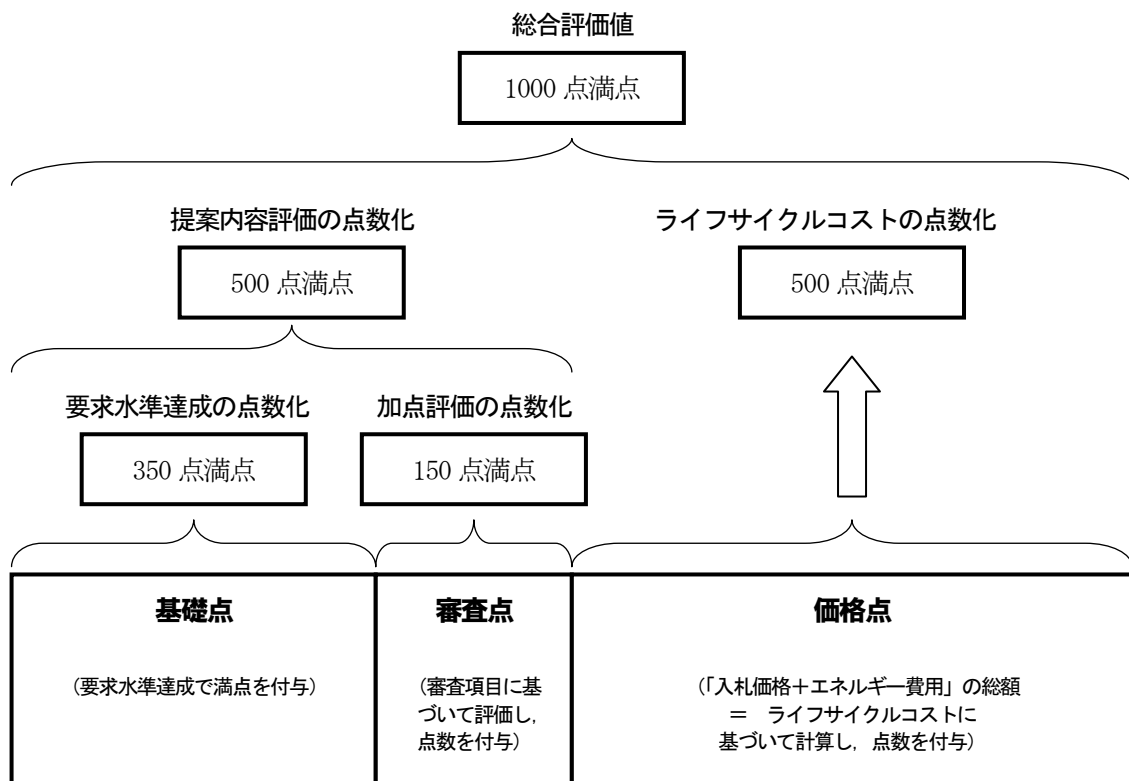 総合評価値
1000 点満点
提案内容評価の点数化
ライフサイクルコストの点数化
500 点満点
500 点満点
要求水準達成の点数化
加点評価の点数化
350 点満点
150 点満点
基礎点
審査点
価格点
（要求水準達成で満点を付与）
（審査項目に基
づいて評価し，
点数を付与）
（「入札価格＋エネルギー費用」の総額
＝　ライフサイクルコストに
基づいて計算し，点数を付与）